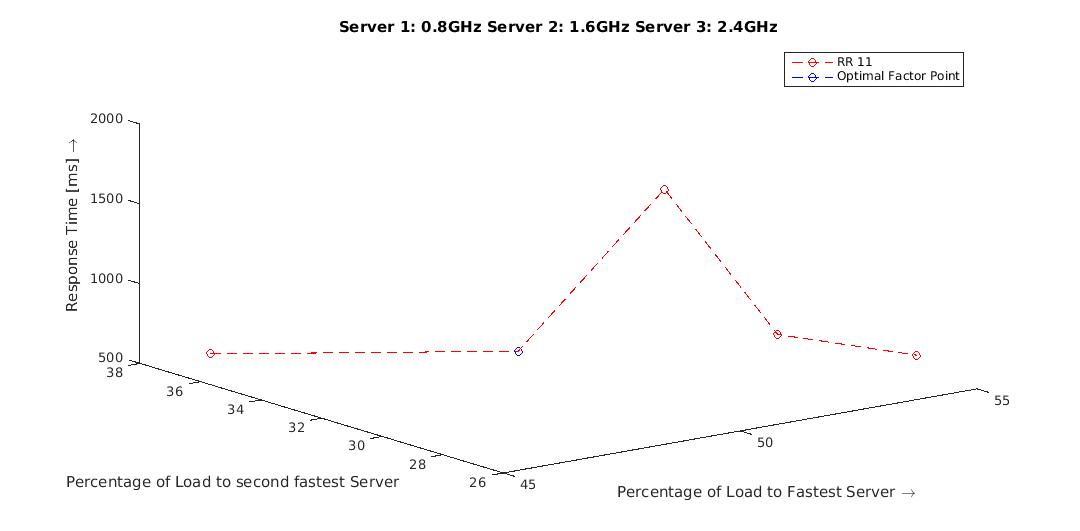 Server 1: 0.8GHz Server 2: 1.6GHz Server 3: 2.4GHz
RR 11
Optimal Factor Point
2000
1500
1000
500
Response Time [ms] →
38
36
34
32
30
28
26
Percentage of Load to second fastest Server
45
50
55
Percentage of Load to Fastest Server →